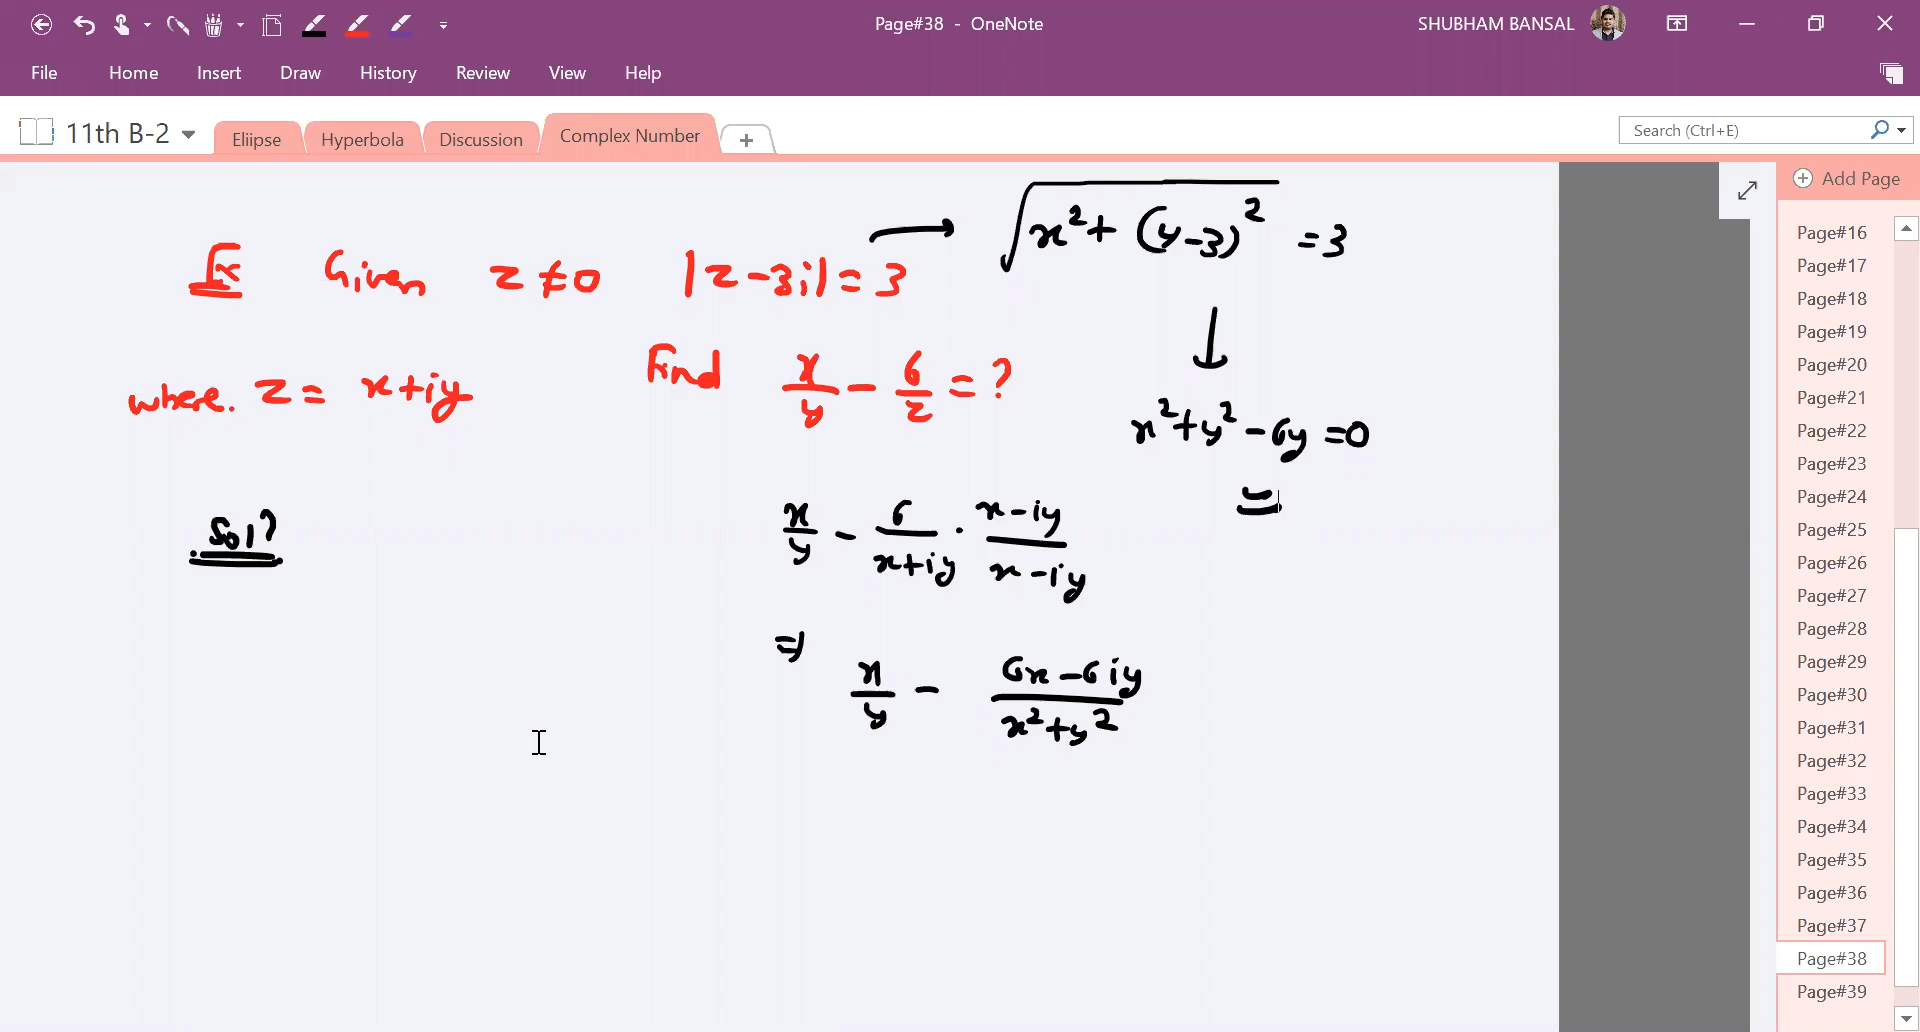 Page#38 - OneNote
SHUBHAM BANSAL
File Home Insert Draw History Review View Help
11th B-2
Eliipse
Hyperbola
Discussion
Complex Number
Search (Ctrl+E)
Add Page
Page#16
Page#17
Page#18
Page#19
Page#20
Page#21
Page#22
Page#23
Page#24
Page#25
Page#26
Page#27
Page#28
Page#29
Page#30
Page#31
Page#32
Page#33
Page#34
Page#35
Page#36
Page#37
Page#38
Page#39
Ex Given z≠0 |z-3i|=3 → √(x²+(y-3)²) =3
↓
where. z= x+iy Find x/y - 6/z = ?
x²+y²-6y=0
Sol?
x/y - 6/(x+iy) · (x-iy)/(x-iy)
⇒ x/y - (6x-6iy)/(x²+y²)